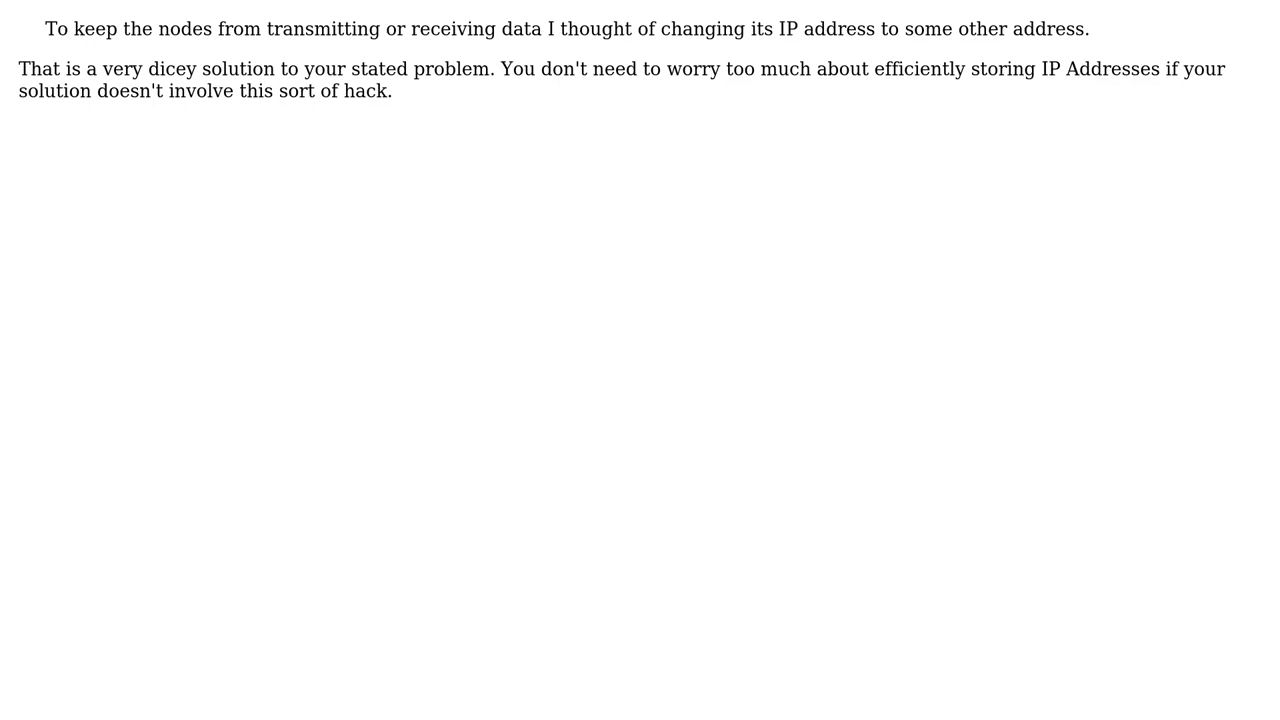 To keep the nodes from transmitting or receiving data I thought of changing its IP address to some other address.
That is a very dicey solution to your stated problem. You don't need to worry too much about efficiently storing IP Addresses if your
solution doesn't involve this sort of hack.